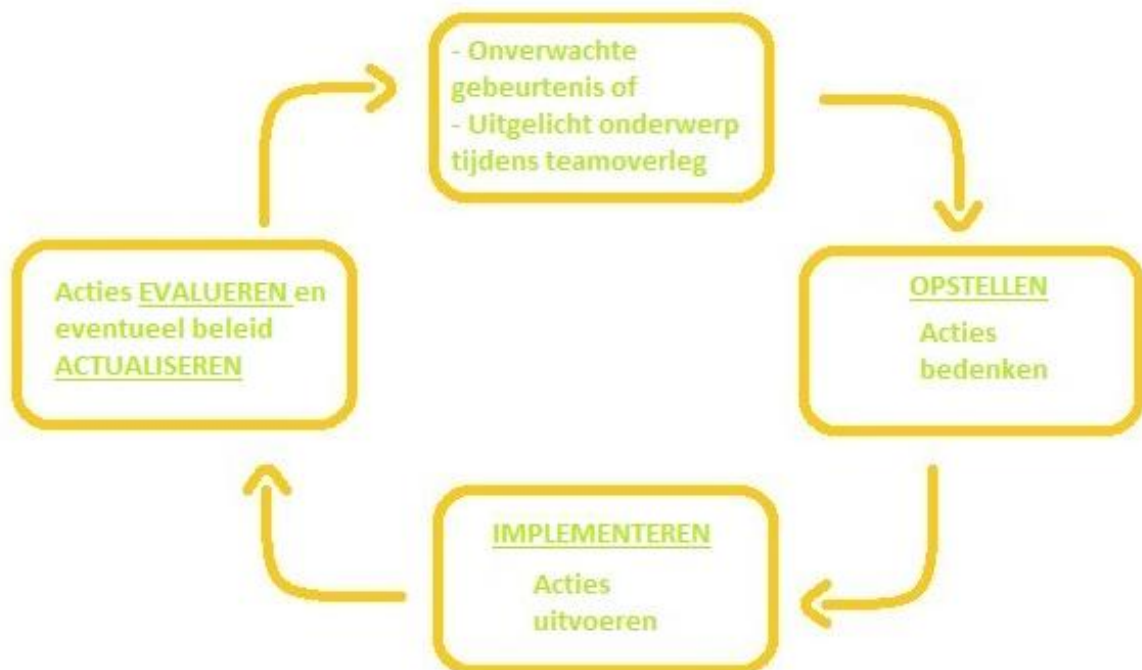 - Onverwachte
gebeurtenis of
- Uitgelicht onderwerp
tijdens teamoverleg
OPSTELLEN
Acties
bedenken
IMPLEMENTEREN
Acties
uitvoeren
Acties EVALUEREN en
eventueel beleid
ACTUALISEREN